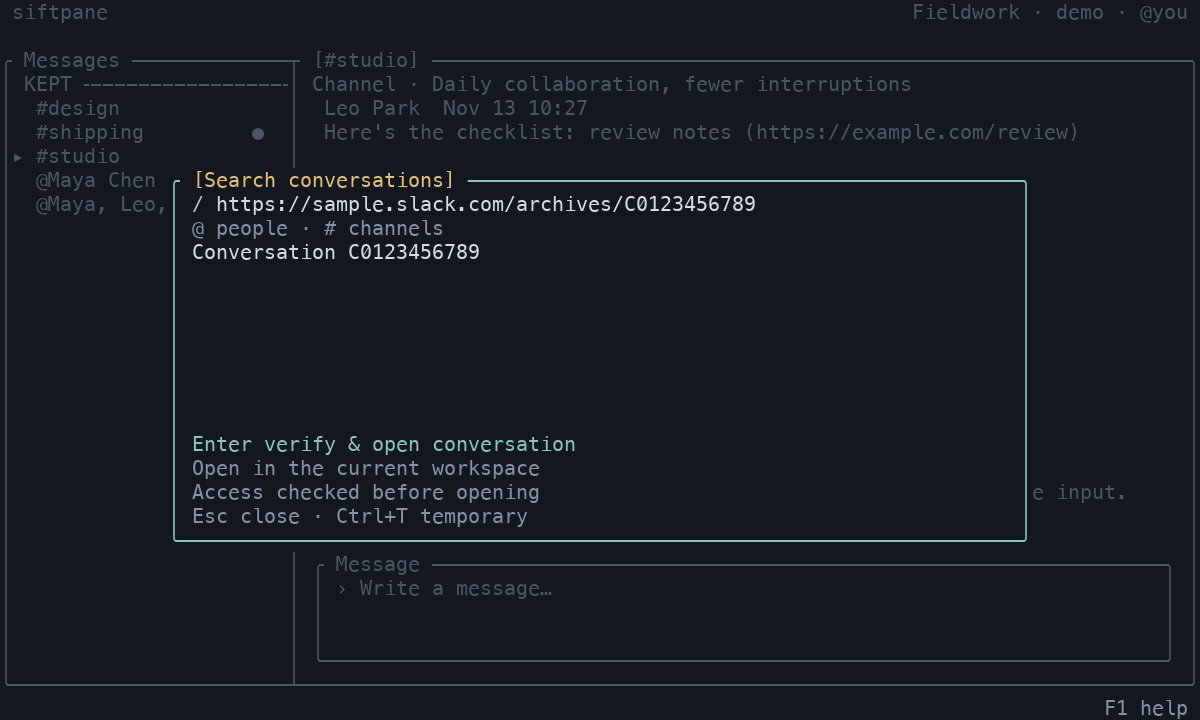 siftpane
Fieldwork · demo · @you
Messages
KEPT
#design
#shipping ●
▸ #studio
@Maya Chen
@Maya, Leo,
[#studio]
Channel · Daily collaboration, fewer interruptions
Leo Park Nov 13 10:27
Here's the checklist: review notes (https://example.com/review)
[Search conversations]
/ https://sample.slack.com/archives/C0123456789
@ people · # channels
Conversation C0123456789
Enter verify & open conversation
Open in the current workspace
Access checked before opening
Esc close · Ctrl+T temporary
e input.
Message
› Write a message…
F1 help